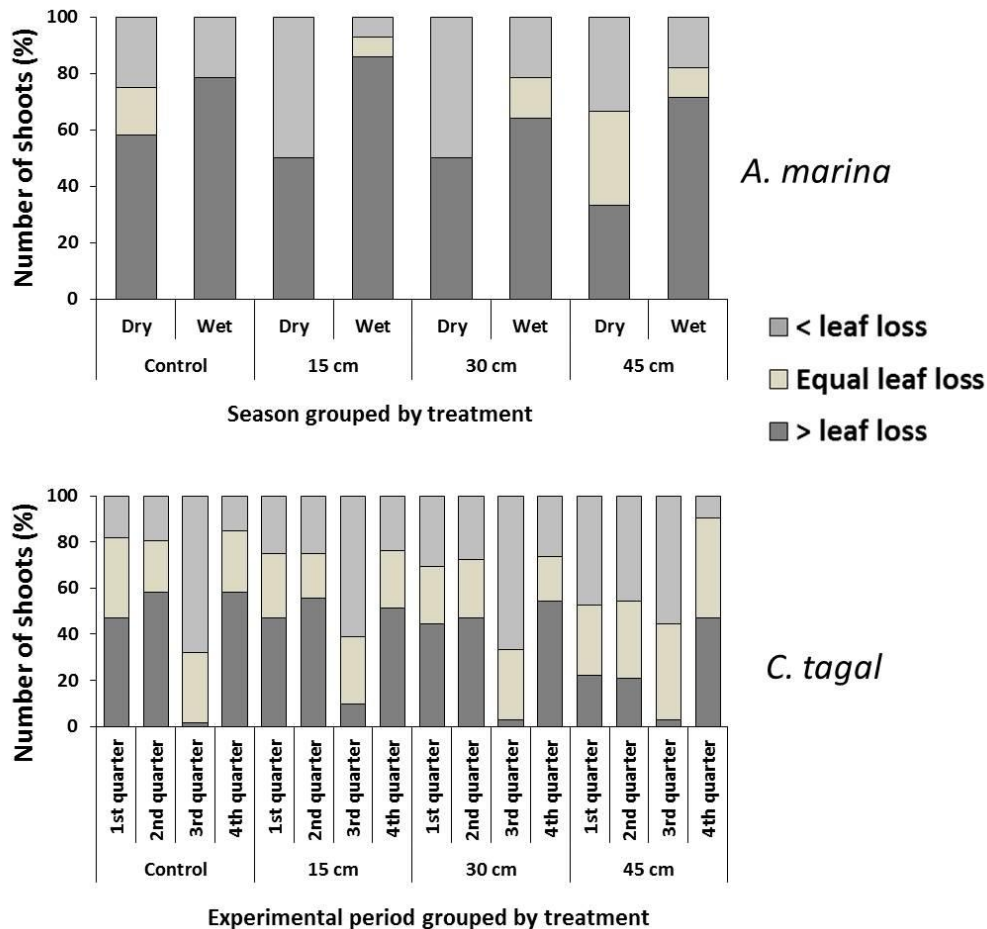 Number of shoots (%)
100
80
60
40
20
0
Dry Wet Dry Wet Dry Wet Dry Wet
Control 15 cm 30 cm 45 cm
Season grouped by treatment
A. marina
< leaf loss
Equal leaf loss
> leaf loss
Number of shoots (%)
100
80
60
40
20
0
1st quarter 2nd quarter 3rd quarter 4th quarter 1st quarter 2nd quarter 3rd quarter 4th quarter 1st quarter 2nd quarter 3rd quarter 4th quarter 1st quarter 2nd quarter 3rd quarter 4th quarter
Control 15 cm 30 cm 45 cm
Experimental period grouped by treatment
C. tagal